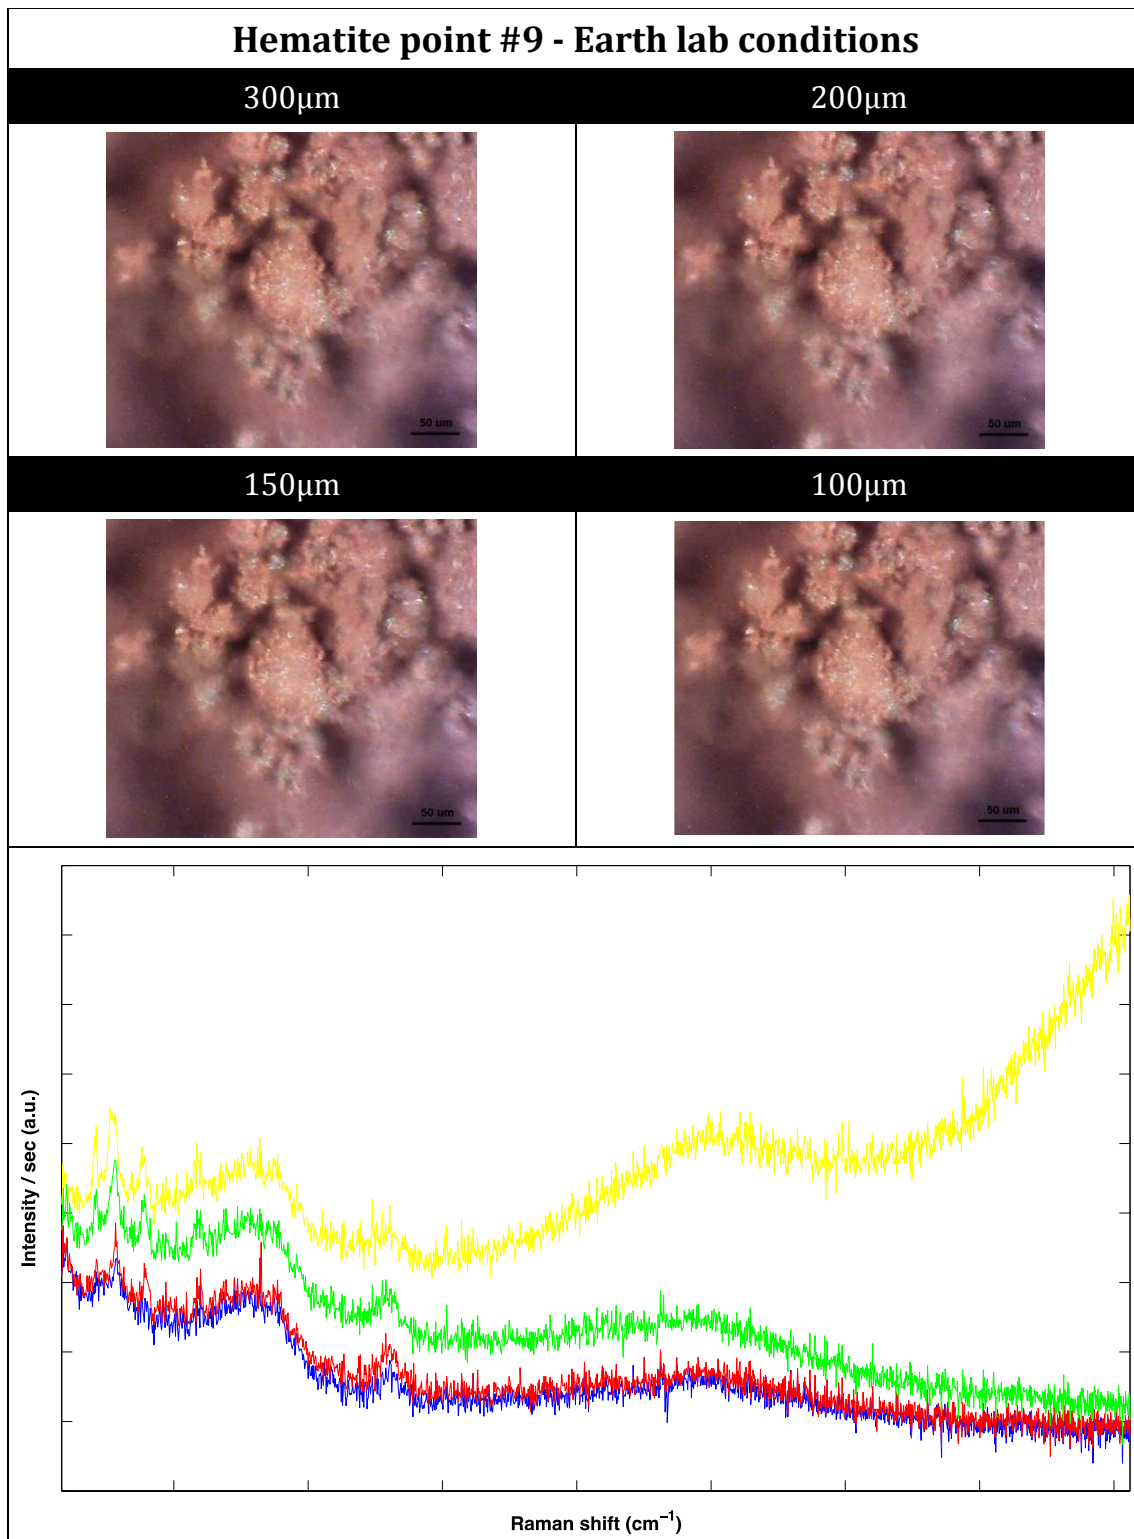 Hematite point #9 - Earth lab conditions
300μm
200μm
50 um
50 um
150μm
100μm
50 um
50 um
Intensity / sec (a.u.)
Raman shift (cm⁻¹)